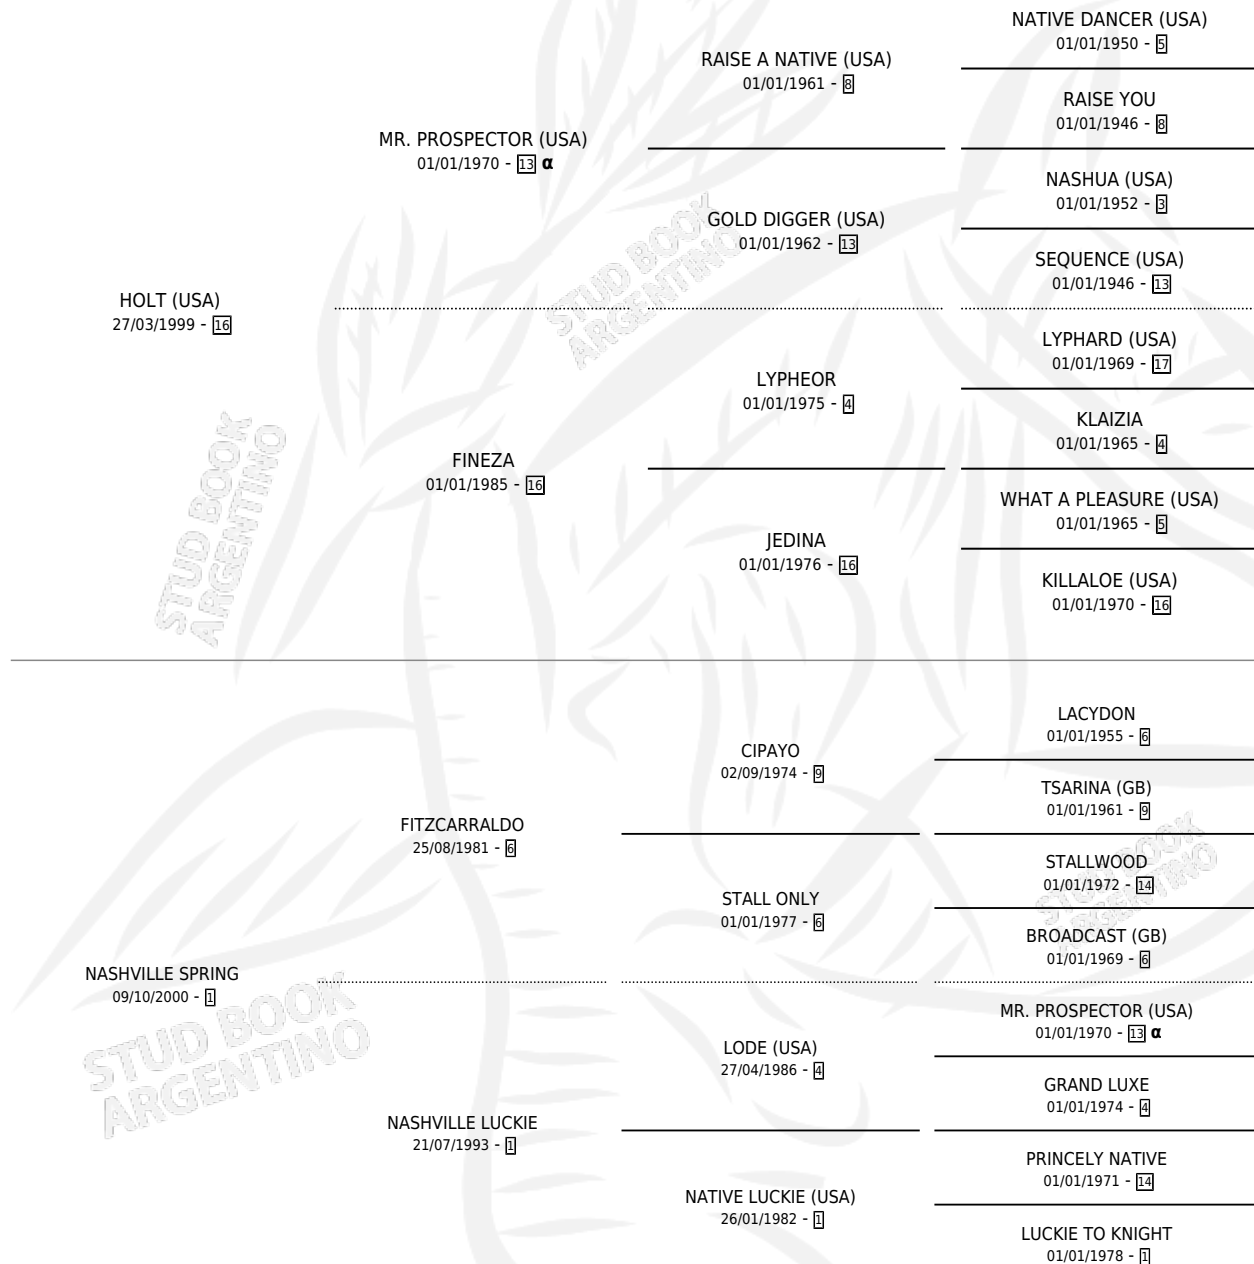 NATIVE DANCER (USA)
01/01/1950 - 5
RAISE A NATIVE (USA)
01/01/1961 - 8
RAISE YOU
01/01/1946 - 8
MR. PROSPECTOR (USA)
01/01/1970 - 13 α
NASHUA (USA)
01/01/1952 - 3
GOLD DIGGER (USA)
01/01/1962 - 13
SEQUENCE (USA)
01/01/1946 - 13
HOLT (USA)
27/03/1999 - 16
LYPHARD (USA)
01/01/1969 - 17
LYPHEOR
01/01/1975 - 4
KLAIZIA
01/01/1965 - 4
FINEZA
01/01/1985 - 16
WHAT A PLEASURE (USA)
01/01/1965 - 5
JEDINA
01/01/1976 - 16
KILLALOE (USA)
01/01/1970 - 16
STUD BOOK
ARGENTINO
STUD BOOK
ARGENTINO
LACYDON
01/01/1955 - 6
CIPAYO
02/09/1974 - 9
TSARINA (GB)
01/01/1961 - 9
FITZCARRALDO
25/08/1981 - 6
STALLWOOD
01/01/1972 - 14
STALL ONLY
01/01/1977 - 6
BROADCAST (GB)
01/01/1969 - 6
STUD BOOK
ARGENTINO
NASHVILLE SPRING
09/10/2000 - 1
MR. PROSPECTOR (USA)
01/01/1970 - 13 α
LODE (USA)
27/04/1986 - 4
GRAND LUXE
01/01/1974 - 4
NASHVILLE LUCKIE
21/07/1993 - 1
PRINCELY NATIVE
01/01/1971 - 14
NATIVE LUCKIE (USA)
26/01/1982 - 1
LUCKIE TO KNIGHT
01/01/1978 - 1
STUD BOOK
ARGENTINO